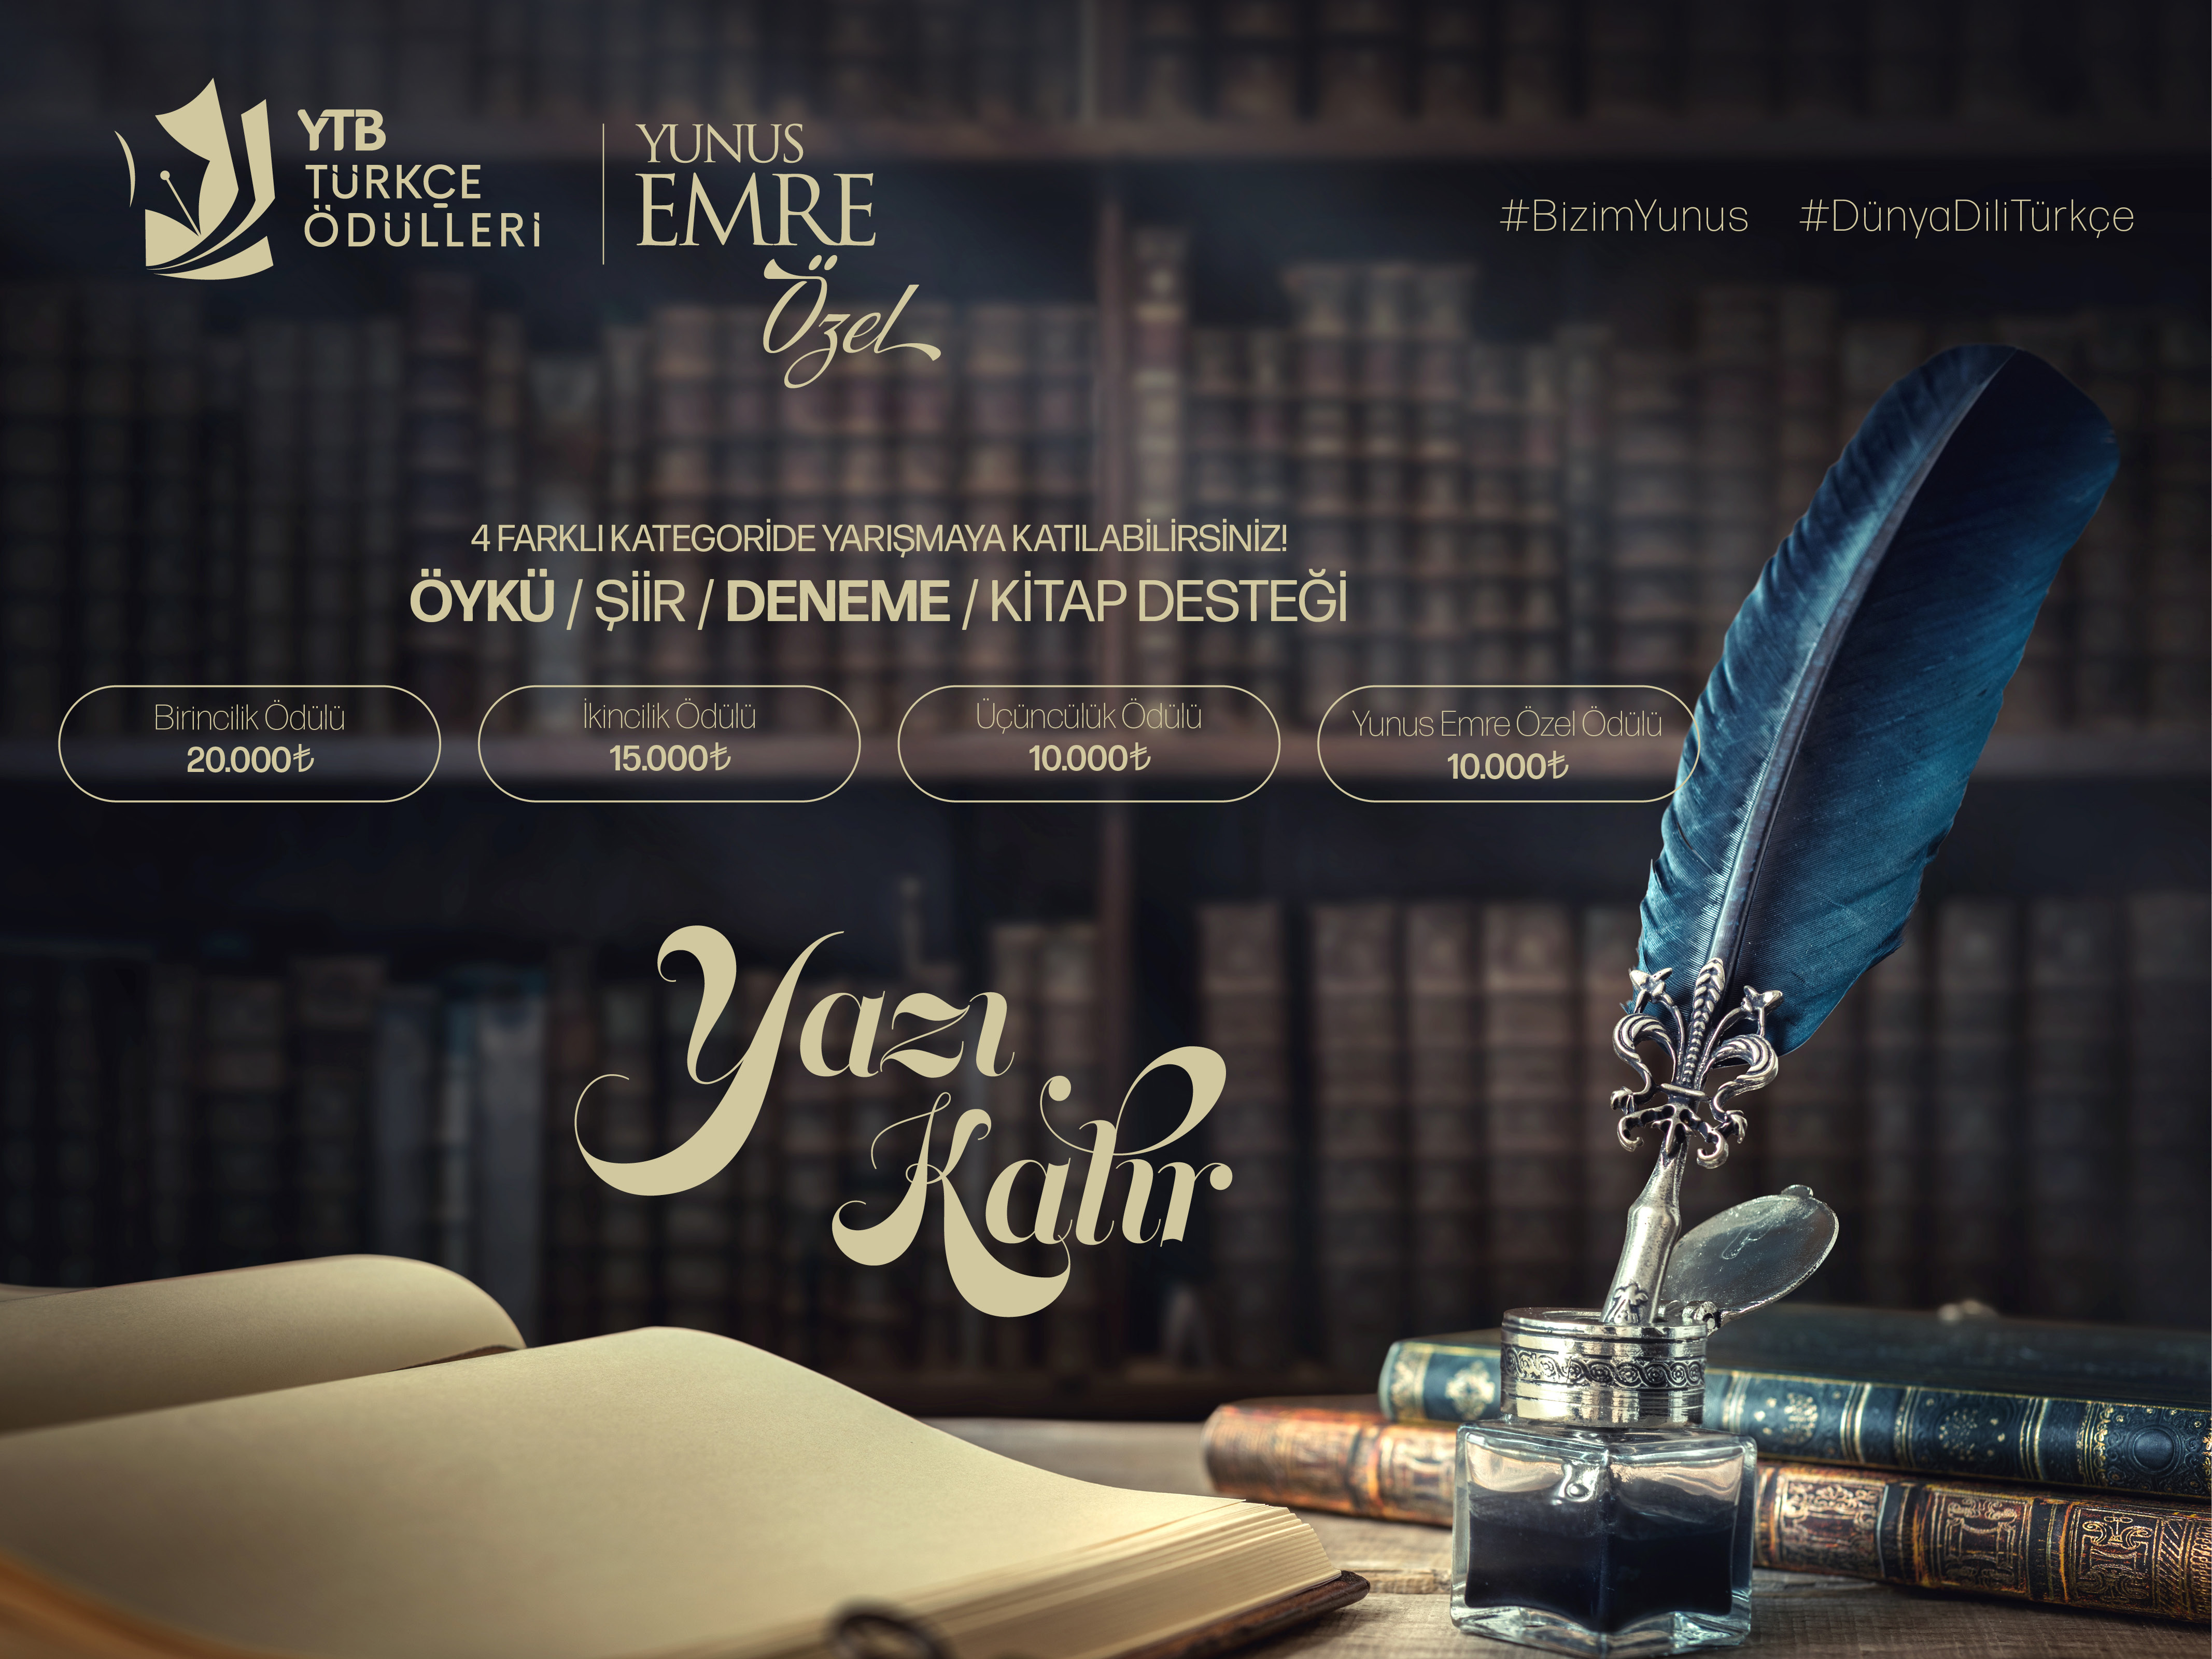 YTB
TÜRKÇE
ÖDÜLLERİ
YUNUS
EMRE
Özel
#BizimYunus #DünyaDiliTürkçe
4 FARKLI KATEGORİDE YARIŞMAYA KATILABİLİRSİNİZ!
ÖYKÜ / ŞİİR / DENEME / KİTAP DESTEĞİ
Birincilik Ödülü
20.000₺
İkincilik Ödülü
15.000₺
Üçüncülük Ödülü
10.000₺
Yunus Emre Özel Ödülü
10.000₺
Yazı
Kalır